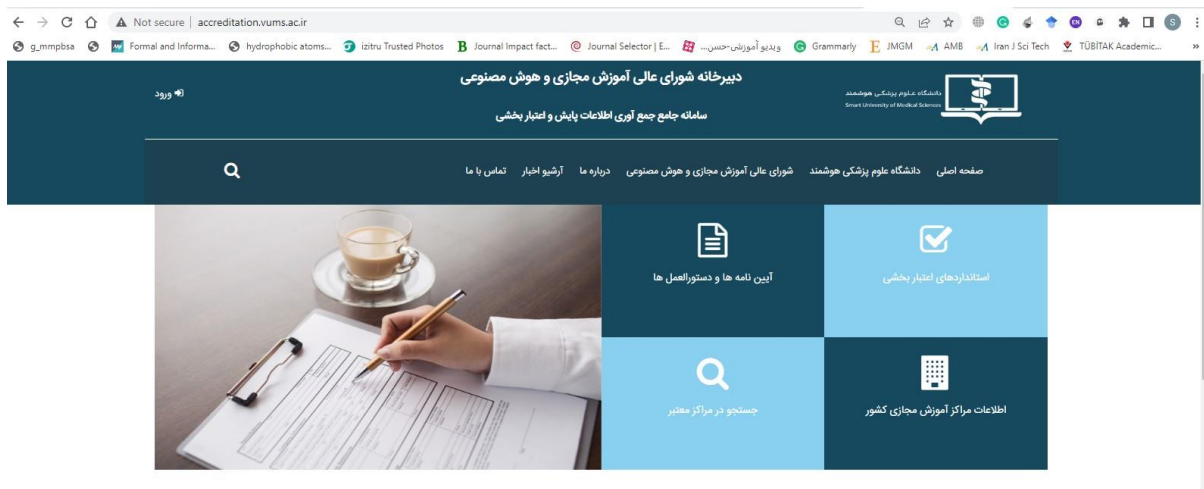 Not secure | accreditation.vums.ac.ir
g_mmpbsa
Formal and Informa...
hydrophobic atoms...
izitru Trusted Photos
Journal Impact fact...
Journal Selector | E...
ویدیو آموزشی-حسن...
Grammarly
JMGM
AMB
Iran J Sci Tech
TÜBİTAK Academic...
»
دبیرخانه شورای عالی آموزش مجازی و هوش مصنوعی
سامانه جامع جمع آوری اطلاعات پایش و اعتبار بخشی
دانشگاه علوم پزشکی هوشمند
Smart University of Medical Sciences
ورود
صفحه اصلی
دانشگاه علوم پزشکی هوشمند
شورای عالی آموزش مجازی و هوش مصنوعی
درباره ما
آرشیو اخبار
تماس با ما
استانداردهای اعتبار بخشی
آیین نامه ها و دستورالعمل ها
اطلاعات مراکز آموزش مجازی کشور
جستجو در مراکز معتبر